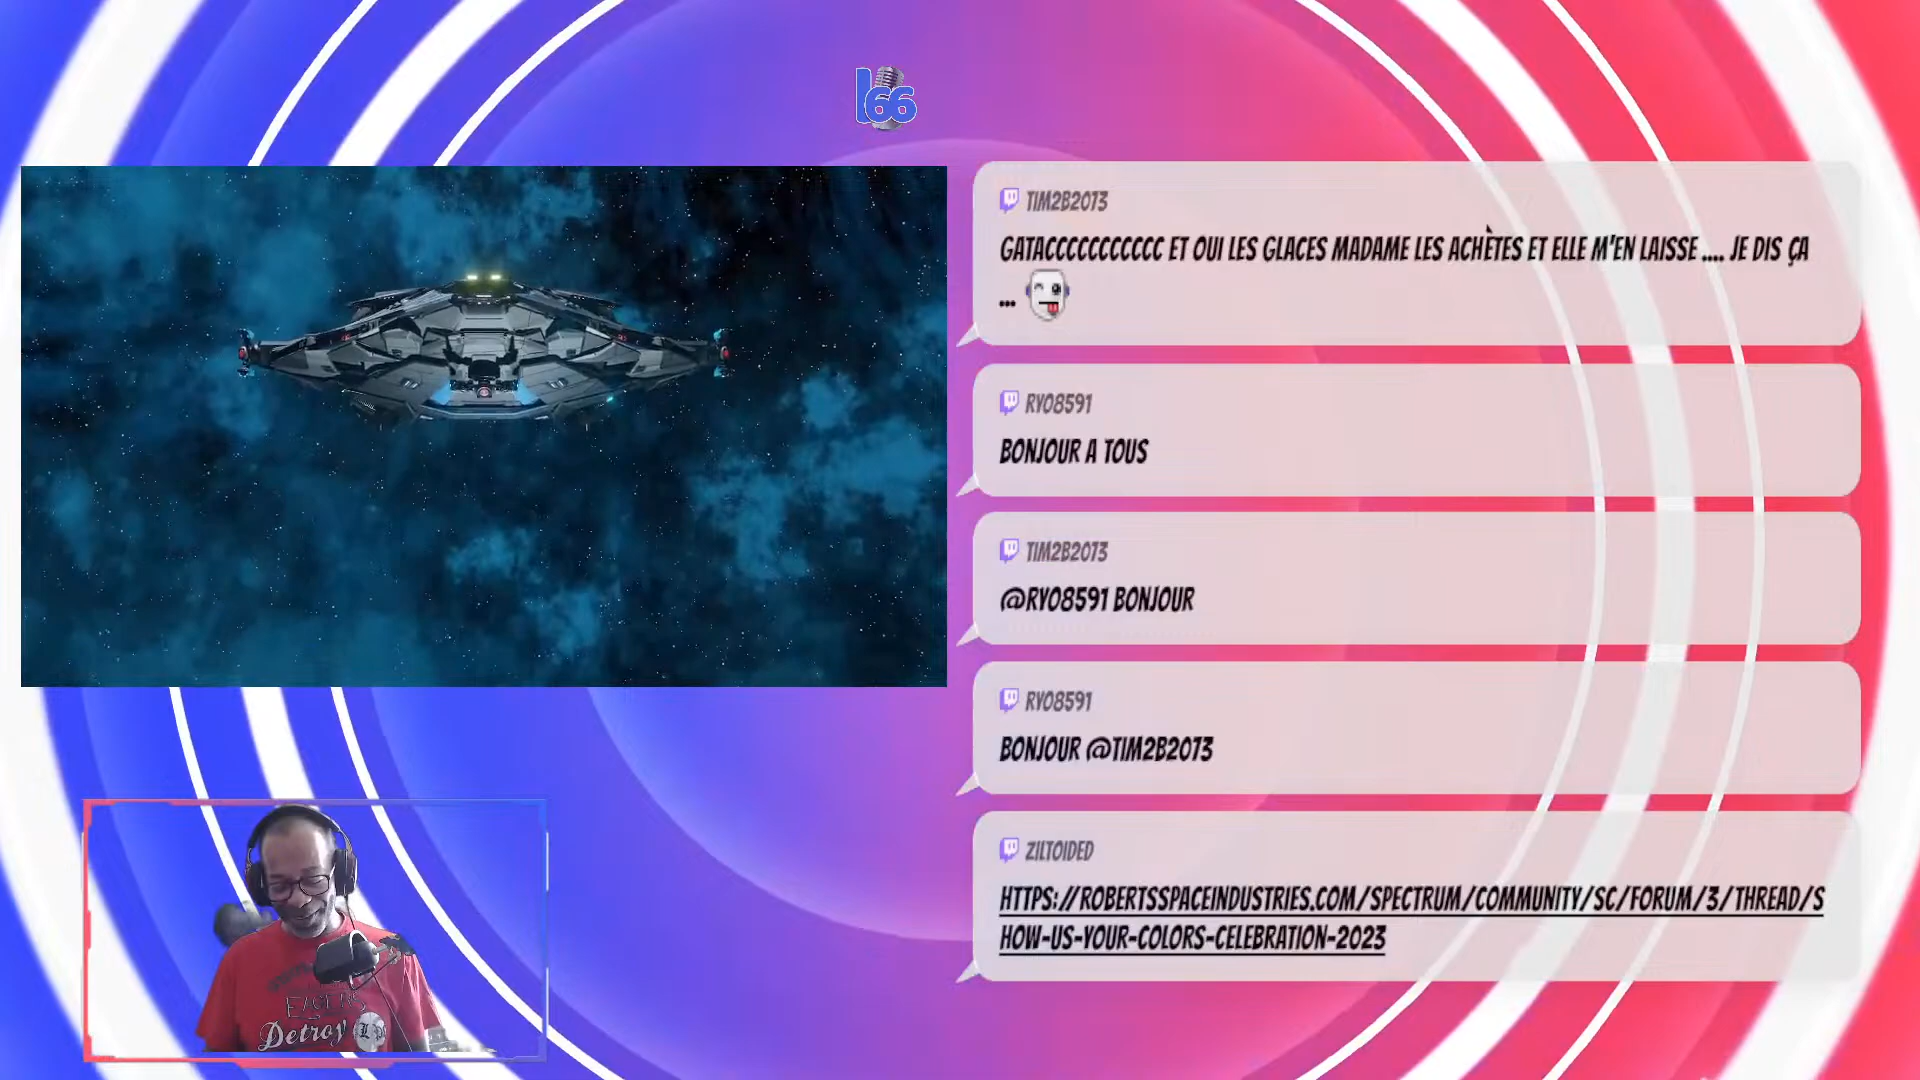 L66
TIM2B2073
GATACCCCCCCCCCC ET OUI LES GLACES MADAME LES ACHÈTES ET ELLE M'EN LAISSE .... JE DIS ÇA
...
RYO8591
BONJOUR A TOUS
TIM2B2073
@RYO8591 BONJOUR
RYO8591
BONJOUR @TIM2B2073
ZILTOIDED
HTTPS://ROBERTSSPACEINDUSTRIES.COM/SPECTRUM/COMMUNITY/SC/FORUM/3/THREAD/S
HOW-US-YOUR-COLORS-CELEBRATION-2023